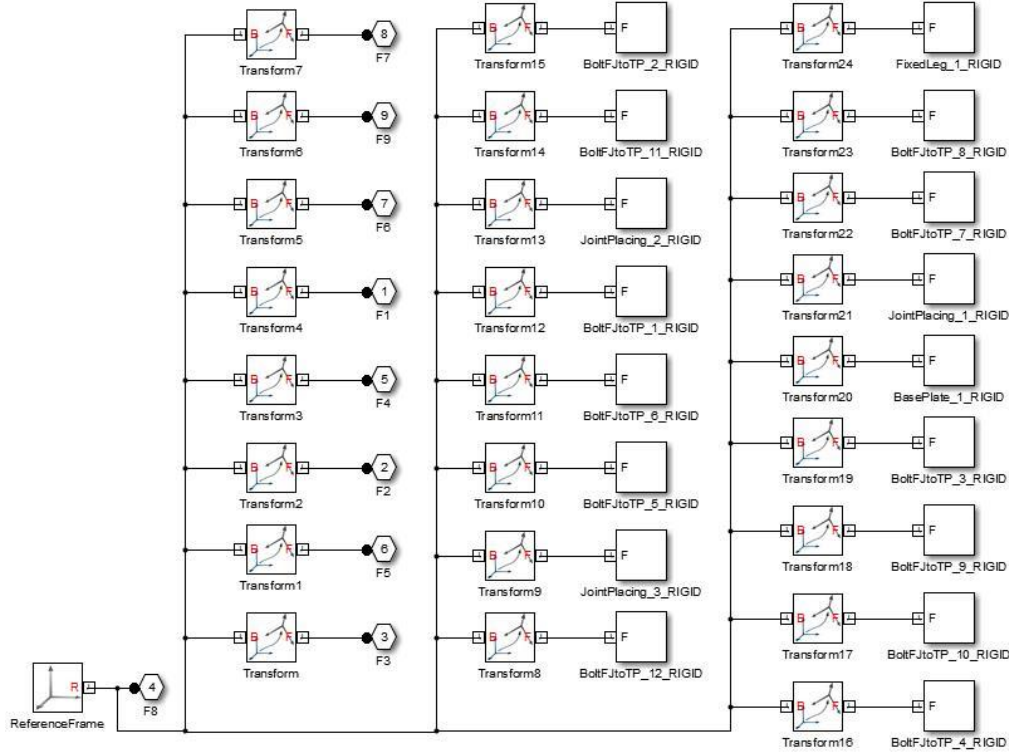 8
B F
F7
Transform7
9
B F
F9
Transform6
7
B F
F6
Transform5
1
B F
F1
Transform4
5
B F
F4
Transform3
2
B F
F2
Transform2
6
B F
F5
Transform1
3
B F
F3
Transform
R
4
F8
ReferenceFrame
B F F
Transform15 BoltFJtoTP_2_RIGID
B F F
Transform14 BoltFJtoTP_11_RIGID
B F F
Transform13 JointPlacing_2_RIGID
B F F
Transform12 BoltFJtoTP_1_RIGID
B F F
Transform11 BoltFJtoTP_6_RIGID
B F F
Transform10 BoltFJtoTP_5_RIGID
B F F
Transform9 JointPlacing_3_RIGID
B F F
Transform8 BoltFJtoTP_12_RIGID
B F F
Transform24 FixedLeg_1_RIGID
B F F
Transform23 BoltFJtoTP_8_RIGID
B F F
Transform22 BoltFJtoTP_7_RIGID
B F F
Transform21 JointPlacing_1_RIGID
B F F
Transform20 BasePlate_1_RIGID
B F F
Transform19 BoltFJtoTP_3_RIGID
B F F
Transform18 BoltFJtoTP_9_RIGID
B F F
Transform17 BoltFJtoTP_10_RIGID
B F F
Transform16 BoltFJtoTP_4_RIGID